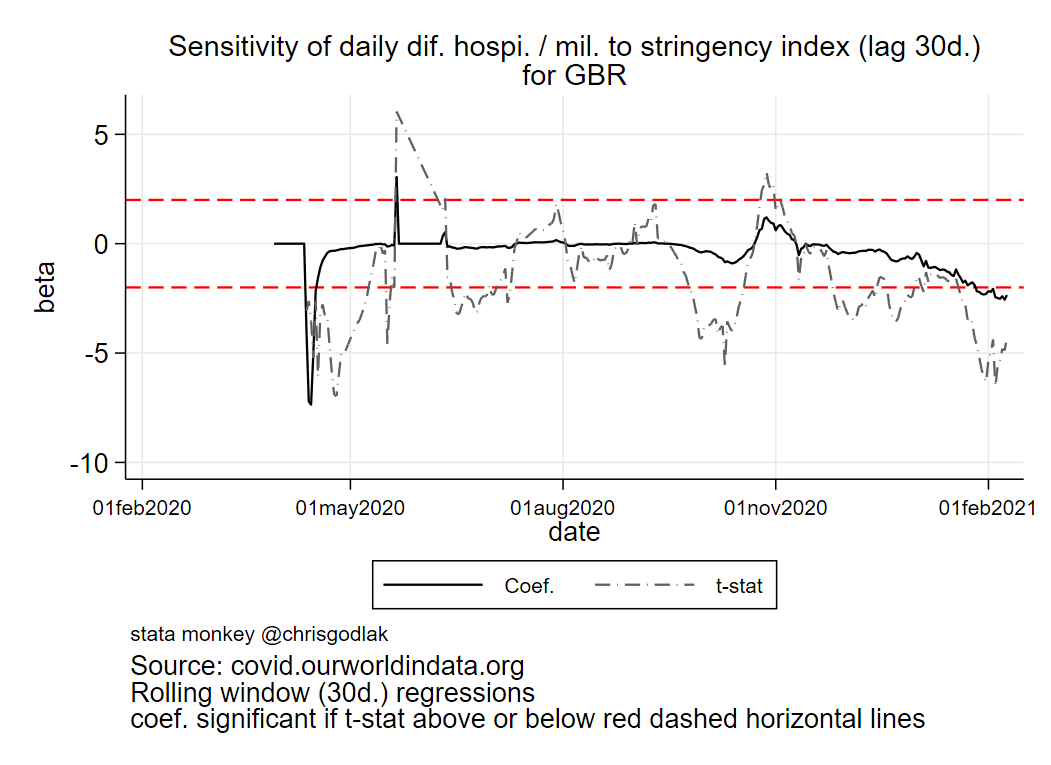 Sensitivity of daily dif. hospi. / mil. to stringency index (lag 30d.)
for GBR
beta
5
0
-5
-10
01feb2020 01may2020 01aug2020 01nov2020 01feb2021
date
Coef. t-stat
stata monkey @chrisgodlak
Source: covid.ourworldindata.org
Rolling window (30d.) regressions
coef. significant if t-stat above or below red dashed horizontal lines